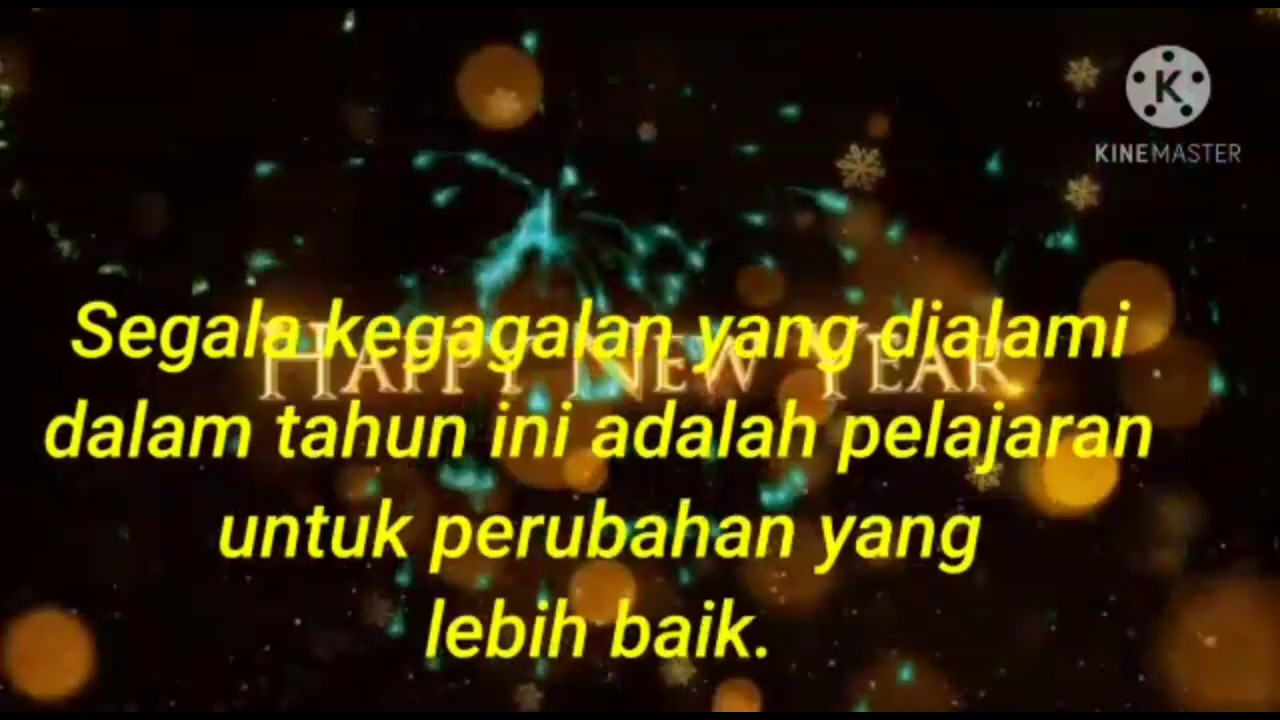 K
KINEMASTER
Segala kegagalan yang dialami
HAPPY NEW YEAR
dalam tahun ini adalah pelajaran
untuk perubahan yang
lebih baik.